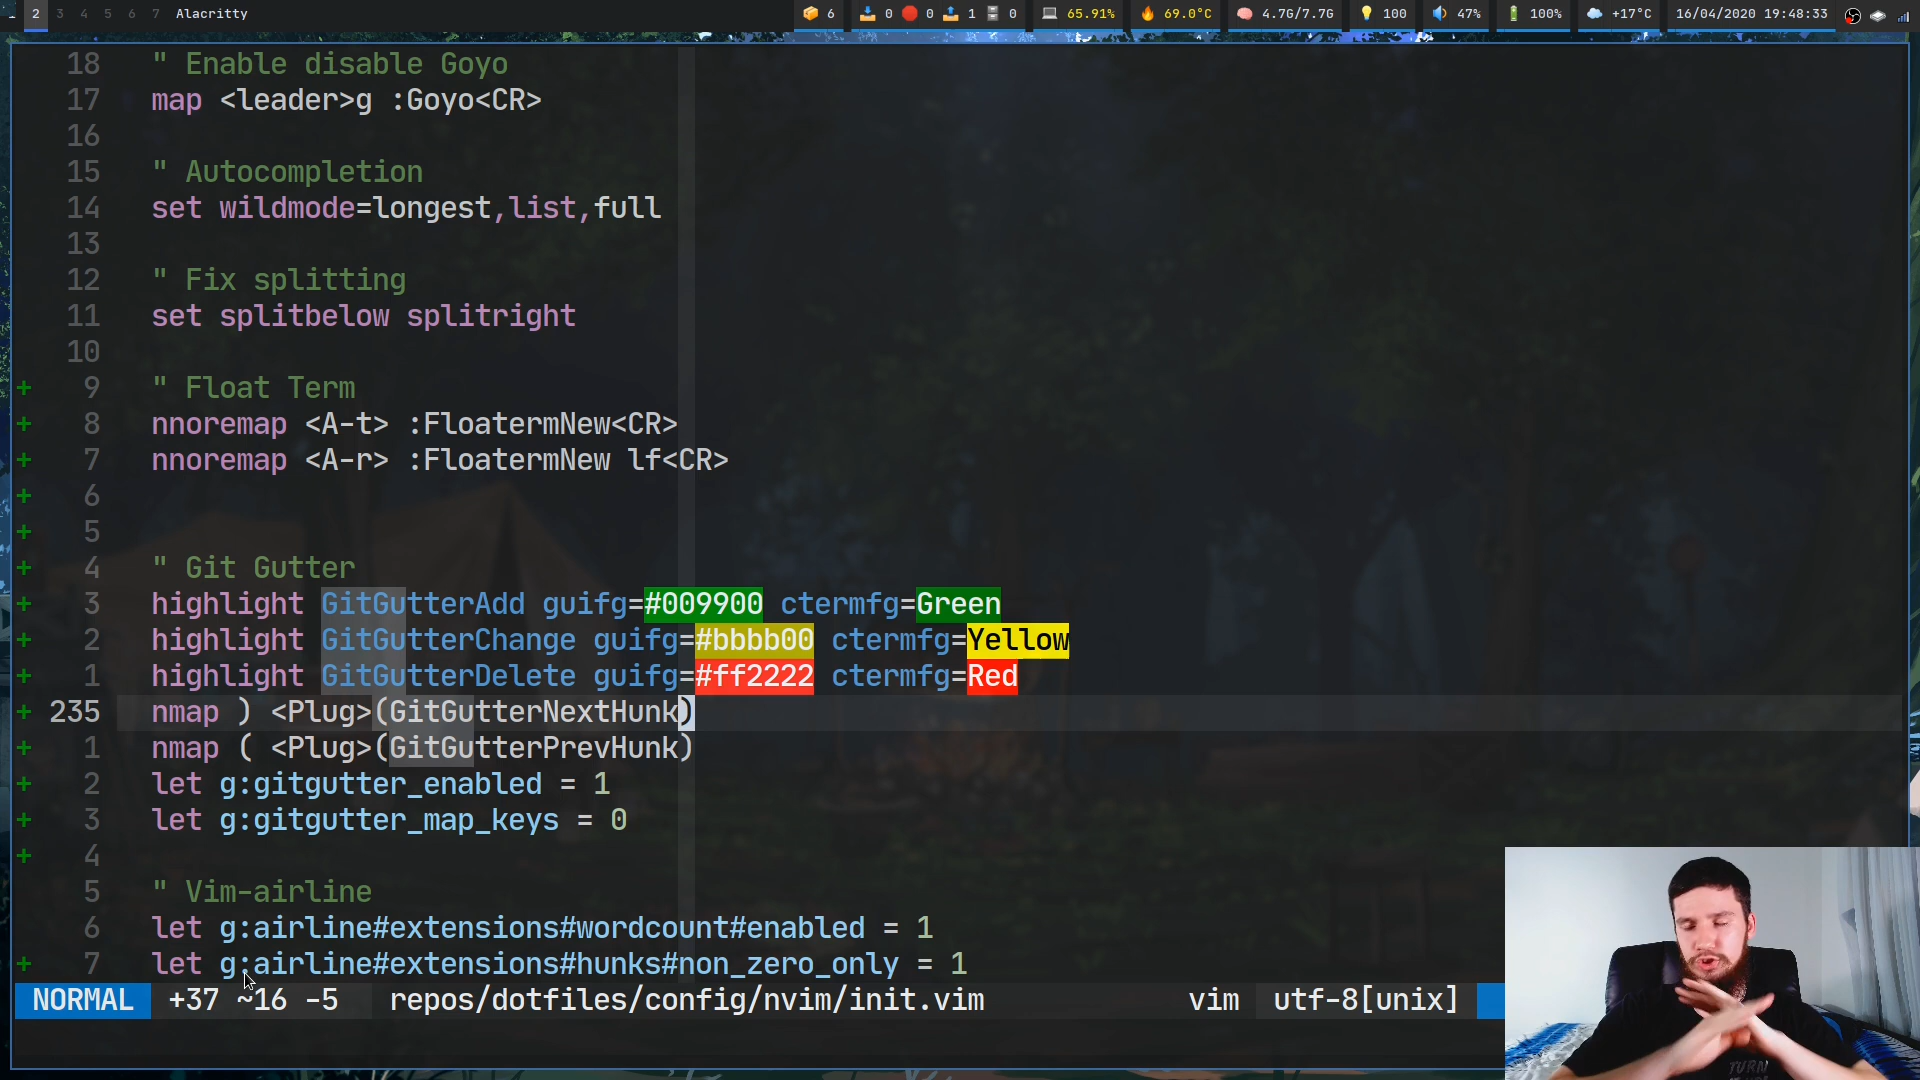 2 3 4 5 6 7 Alacritty 6 0 0 1 0 65.91% 69.0°C 4.7G/7.7G 100 47% 100% +17°C 16/04/2020 19:48:33
18 " Enable disable Goyo
17 map <leader>g :Goyo<CR>
16
15 " Autocompletion
14 set wildmode=longest,list,full
13
12 " Fix splitting
11 set splitbelow splitright
10
+ 9 " Float Term
+ 8 nnoremap <A-t> :FloatermNew<CR>
+ 7 nnoremap <A-r> :FloatermNew lf<CR>
+ 6
+ 5
+ 4 " Git Gutter
+ 3 highlight GitGutterAdd guifg=#009900 ctermfg=Green
+ 2 highlight GitGutterChange guifg=#bbbb00 ctermfg=Yellow
+ 1 highlight GitGutterDelete guifg=#ff2222 ctermfg=Red
+ 235 nmap ) <Plug>(GitGutterNextHunk)
+ 1 nmap ( <Plug>(GitGutterPrevHunk)
+ 2 let g:gitgutter_enabled = 1
+ 3 let g:gitgutter_map_keys = 0
+ 4
5 " Vim-airline
6 let g:airline#extensions#wordcount#enabled = 1
+ 7 let g:airline#extensions#hunks#non_zero_only = 1
NORMAL +37 ~16 -5 repos/dotfiles/config/nvim/init.vim vim utf-8[unix]
TURN